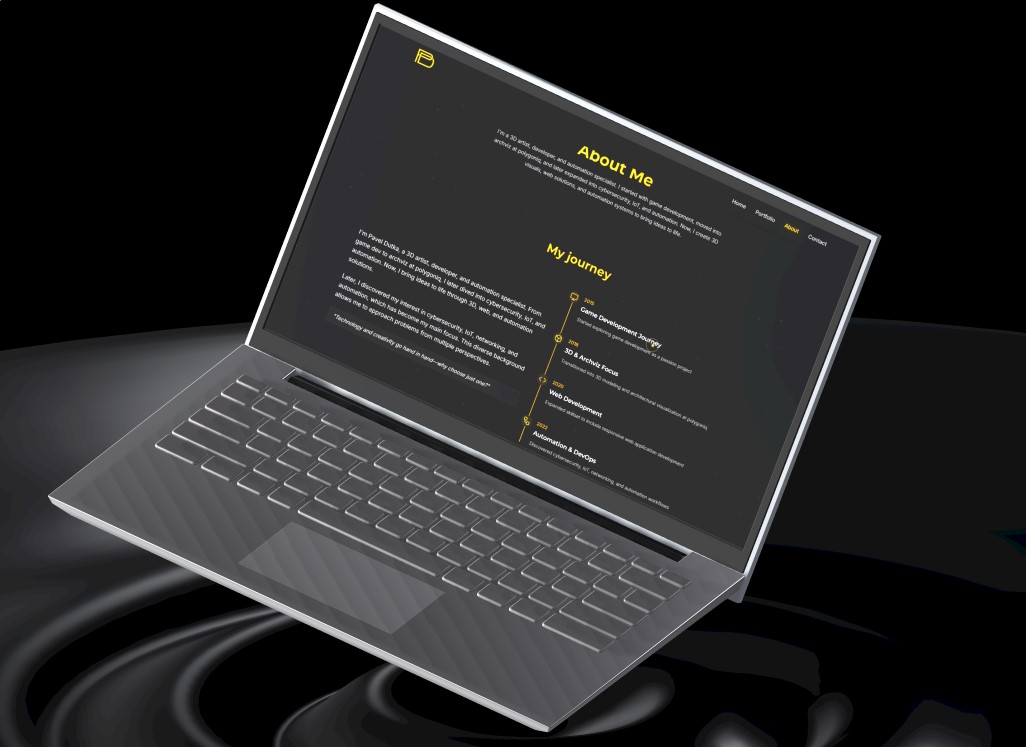 About Me
I'm a 3D artist, developer, and automation specialist. I started with game development, moved into
archviz at polygoniq, and later expanded into cybersecurity, IoT, and automation. Now, I create 3D
visuals, web solutions, and automation systems to bring ideas to life.
Home Portfolio About Contact
My journey
I'm Pavel Dutka, a 3D artist, developer, and automation specialist. From
game dev to archviz at polygoniq, I later dived into cybersecurity, IoT, and
automation. Now, I bring ideas to life through 3D, web, and automation
solutions.
Later, I discovered my interest in cybersecurity, IoT, networking, and
automation, which has become my main focus. This diverse background
allows me to approach problems from multiple perspectives.
"Technology and creativity go hand in hand—why choose just one?"
2015
Game Development Journey
Started exploring game development as a passion project
2018
3D & Archviz Focus
Transitioned into 3D modeling and architectural visualization at polygoniq
2020
Web Development
Expanded skillset to include responsive web application development
2022
Automation & DevOps
Discovered cybersecurity, IoT, networking, and automation workflows